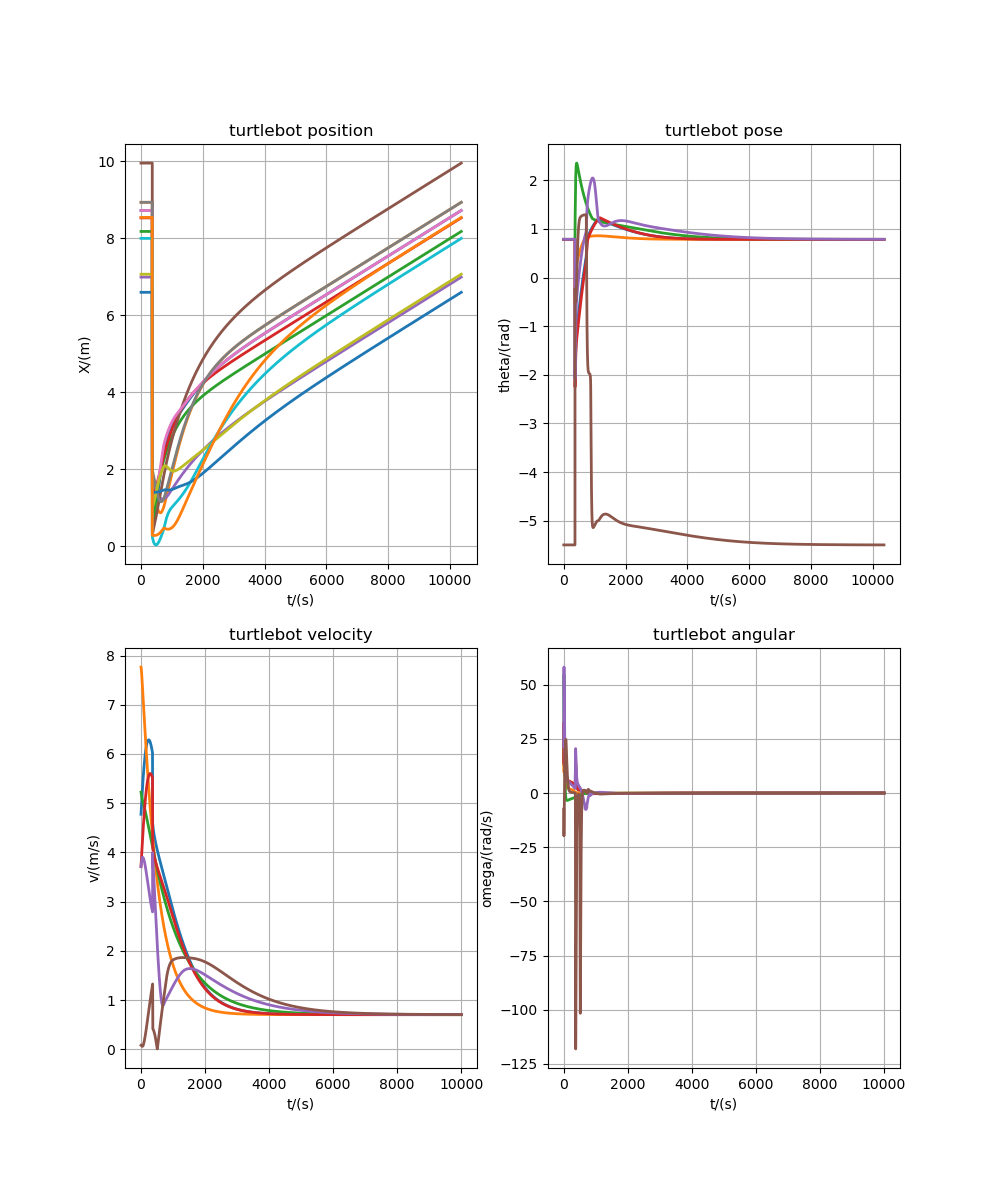 turtlebot position
X/(m)
10
8
6
4
2
0
0 2000 4000 6000 8000 10000
t/(s)
turtlebot pose
theta/(rad)
2
1
0
−1
−2
−3
−4
−5
0 2000 4000 6000 8000 10000
t/(s)
turtlebot velocity
v/(m/s)
8
7
6
5
4
3
2
1
0
0 2000 4000 6000 8000 10000
t/(s)
turtlebot angular
omega/(rad/s)
50
25
0
−25
−50
−75
−100
−125
0 2000 4000 6000 8000 10000
t/(s)